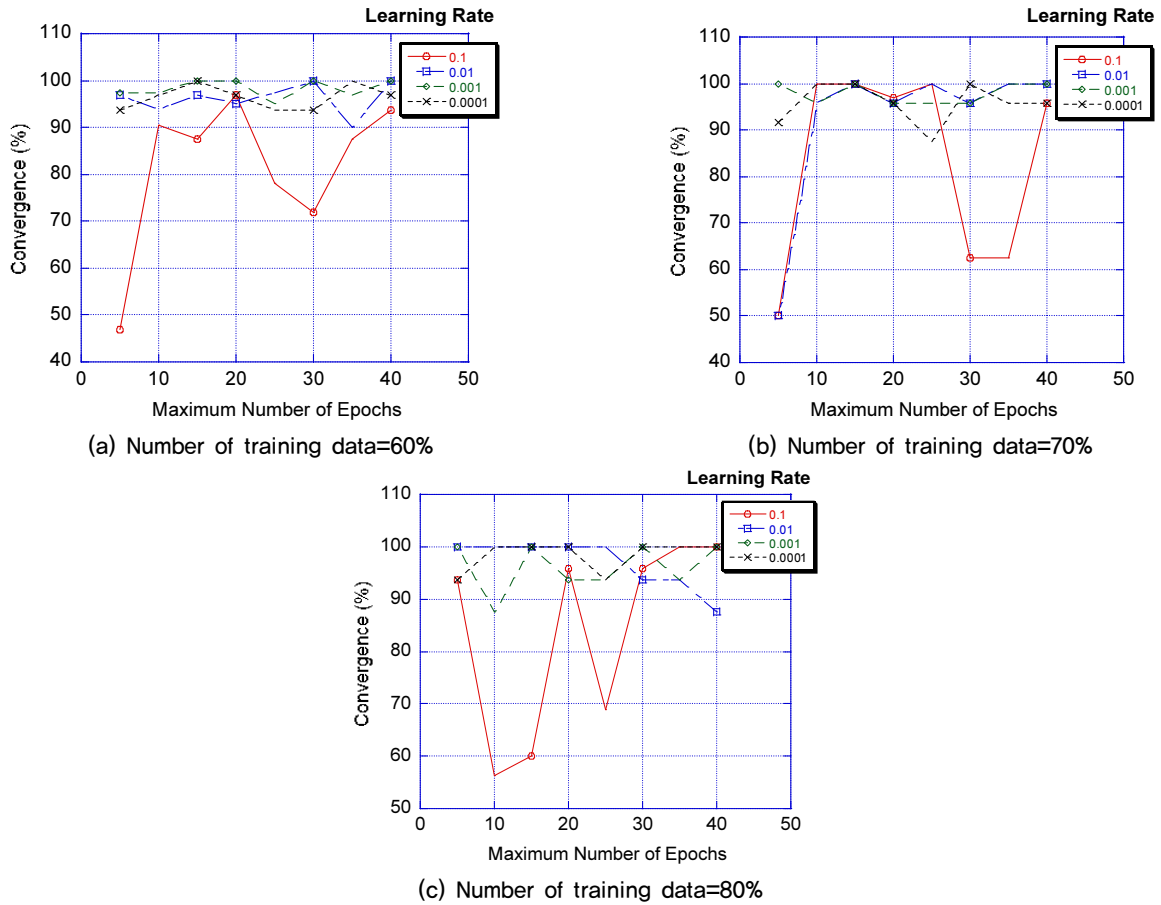 Learning Rate
0.1
0.01
0.001
0.0001
110
100
90
80
70
60
50
40
Convergence (%)
0 10 20 30 40 50
Maximum Number of Epochs
(a) Number of training data=60%
Learning Rate
0.1
0.01
0.001
0.0001
110
100
90
80
70
60
50
40
Convergence (%)
0 10 20 30 40 50
Maximum Number of Epochs
(b) Number of training data=70%
Learning Rate
0.1
0.01
0.001
0.0001
110
100
90
80
70
60
50
Convergence (%)
0 10 20 30 40 50
Maximum Number of Epochs
(c) Number of training data=80%